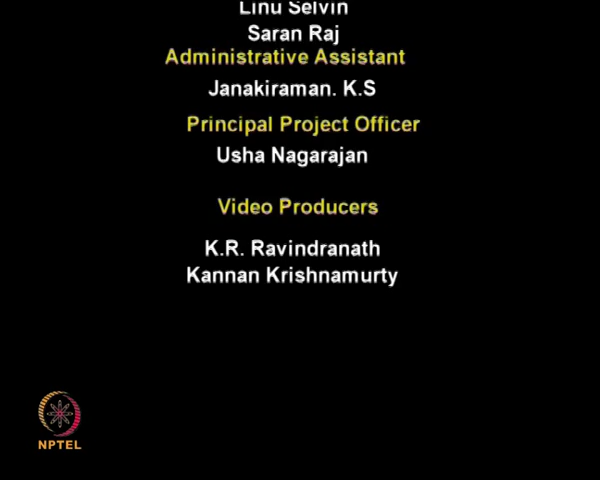 Linu Selvin
Saran Raj
Administrative Assistant
Janakiraman. K.S
Principal Project Officer
Usha Nagarajan
Video Producers
K.R. Ravindranath
Kannan Krishnamurty
NPTEL